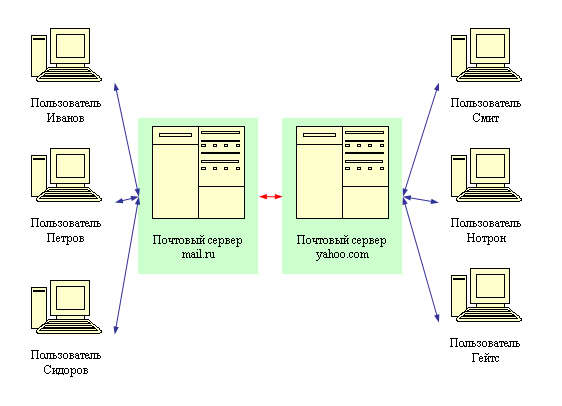 Пользователь
Иванов
Пользователь
Смит
Пользователь
Петров
Почтовый сервер
mail.ru
Почтовый сервер
yahoo.com
Пользователь
Нотрон
Пользователь
Сидоров
Пользователь
Гейтс